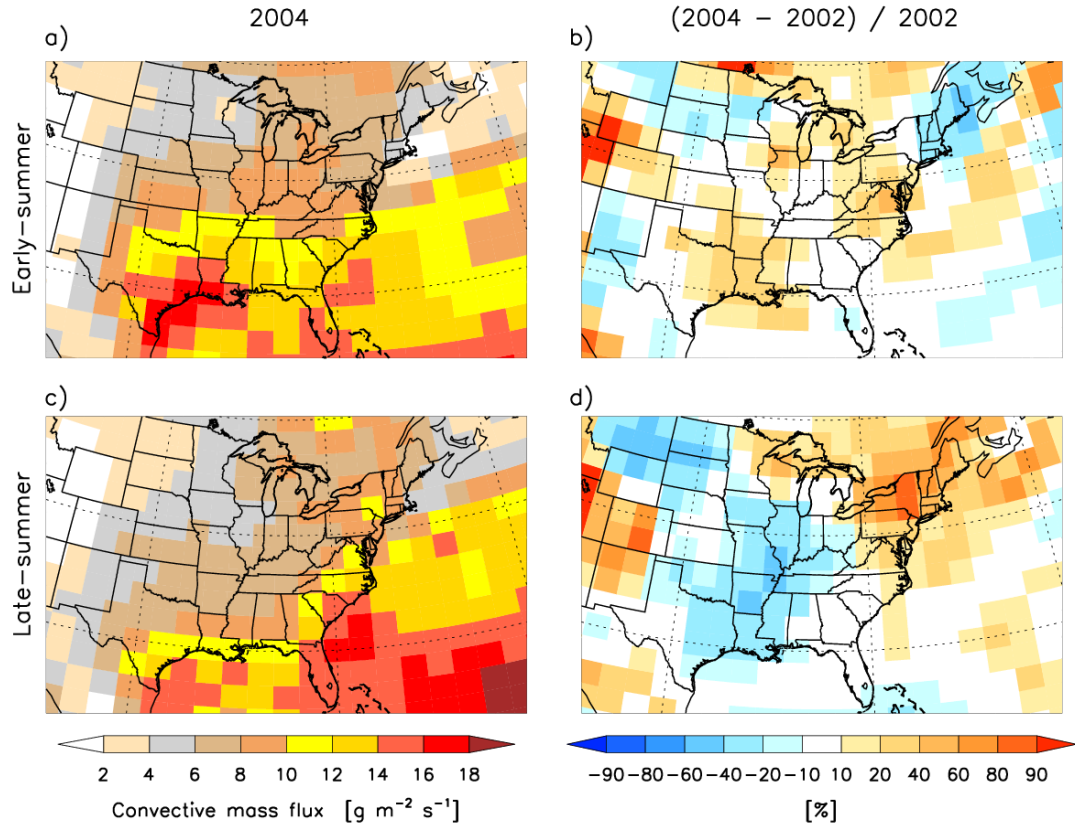 2004
(2004 − 2002) / 2002
a)
b)
Early−summer
c)
d)
Late−summer
2 4 6 8 10 12 14 16 18
−90 −80 −60 −40 −20 −10 10 20 40 60 80 90
Convective mass flux [g m⁻² s⁻¹]
[%]